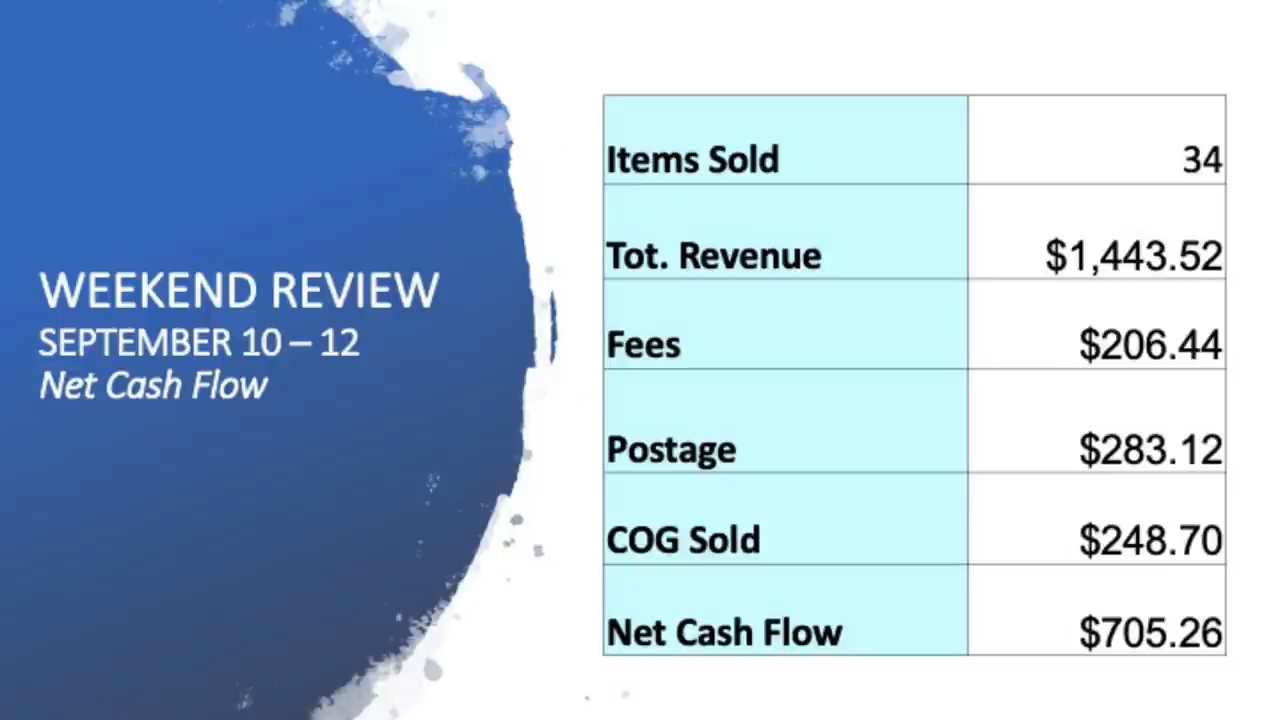 WEEKEND REVIEW
SEPTEMBER 10 – 12
Net Cash Flow
Items Sold 34
Tot. Revenue $1,443.52
Fees $206.44
Postage $283.12
COG Sold $248.70
Net Cash Flow $705.26